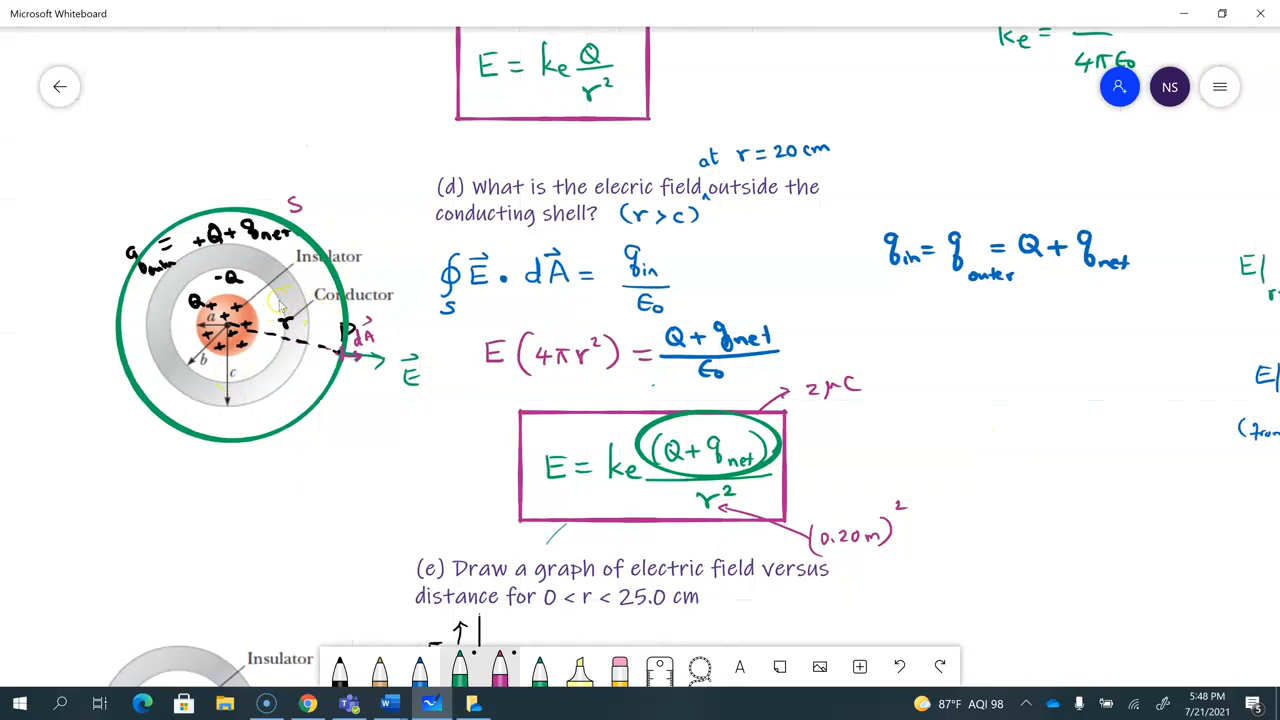 Microsoft Whiteboard
E = ke Q / r²
ke =
4πε₀
NS
at r = 20 cm
(d) What is the elecric field ^ outside the
conducting shell? (r > c)
S
q outer = +Q + q net
Insulator
-Q
Conductor
Q
+ + + + + + + + +
a
r
b
c
P
dA
E
∮ E . dA = q in / ε₀
S
q in = q outer = Q + q net
E (4πr²) = Q + q net / ε₀
2 μC
E = ke (Q + q net) / r²
(0.20 m)²
E/
E/
(e) Draw a graph of electric field versus
distance for 0 < r < 25.0 cm
Insulator
A
87°F AQI 98
5:48 PM
7/21/2021
5